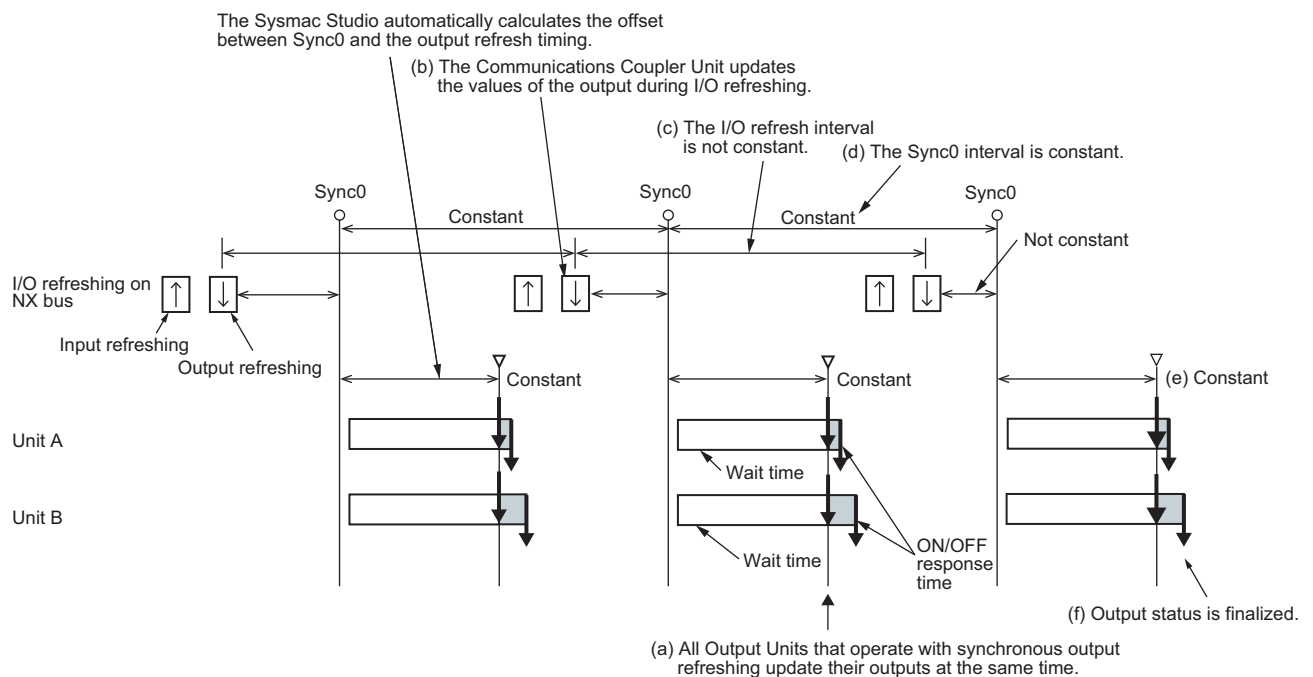 The Sysmac Studio automatically calculates the offset
between Sync0 and the output refresh timing.
(b) The Communications Coupler Unit updates
the values of the output during I/O refreshing.
(c) The I/O refresh interval
is not constant.
(d) The Sync0 interval is constant.
Sync0
Sync0
Sync0
Constant
Constant
Not constant
I/O refreshing on
NX bus
Input refreshing
Output refreshing
Constant
Constant
(e) Constant
Unit A
Wait time
Unit B
Wait time
ON/OFF
response
time
(f) Output status is finalized.
(a) All Output Units that operate with synchronous output
refreshing update their outputs at the same time.